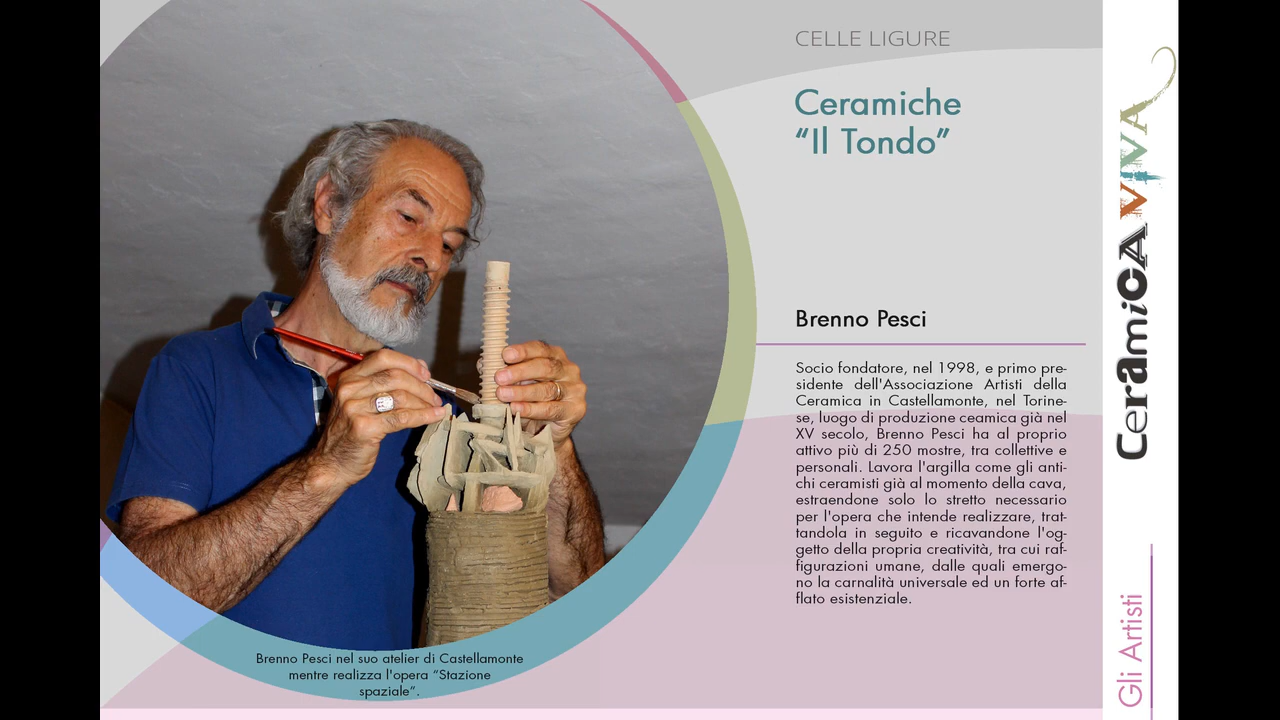 CELLE LIGURE
Ceramiche
“Il Tondo”
Brenno Pesci
Socio fondatore, nel 1998, e primo pre-
sidente dell'Associazione Artisti della
Ceramica in Castellamonte, nel Torine-
se, luogo di produzione ceamica già nel
XV secolo, Brenno Pesci ha al proprio
attivo più di 250 mostre, tra collettive e
personali. Lavora l'argilla come gli anti-
chi ceramisti già al momento della cava,
estraendone solo lo stretto necessario
per l'opera che intende realizzare, trat-
tandola in seguito e ricavandone l'og-
getto della propria creatività, tra cui raf-
figurazioni umane, dalle quali emergo-
no la carnalità universale ed un forte af-
flato esistenziale.
Brenno Pesci nel suo atelier di Castellamonte
mentre realizza l'opera “Stazione
spaziale”.
CerAmiCA VIVA
Gli Artisti